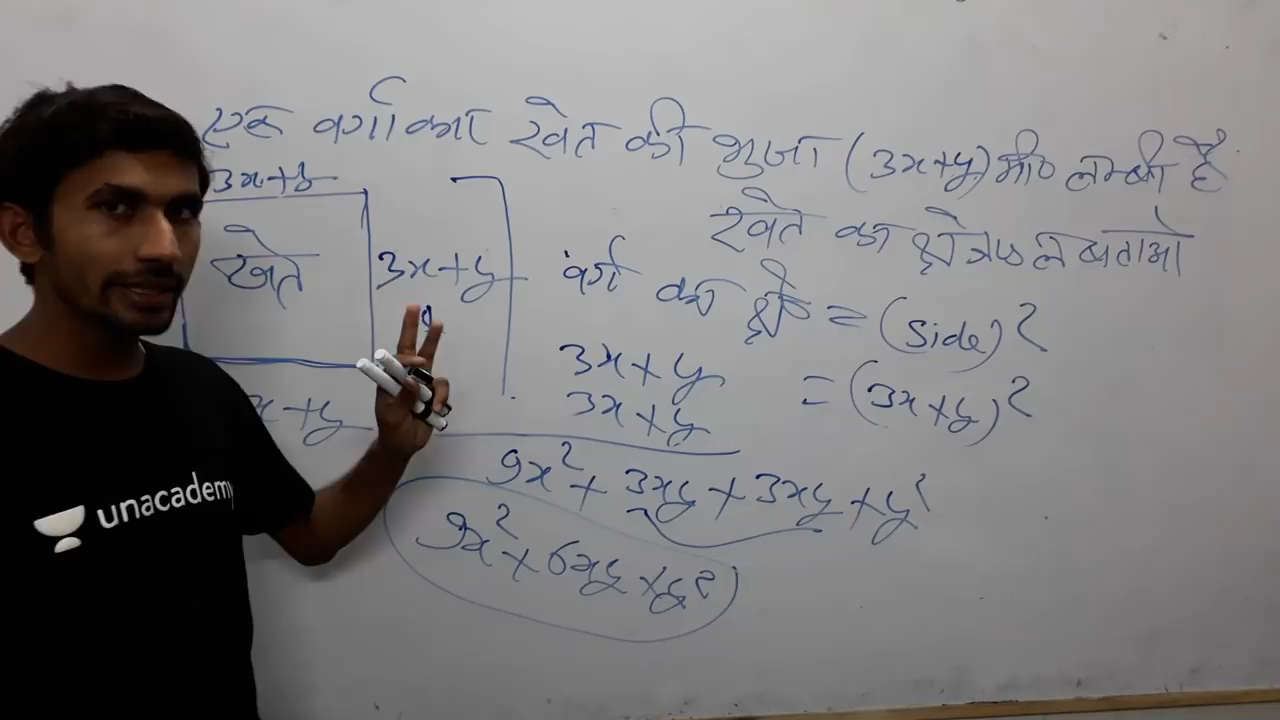 एक वर्गाकार खेत की भुजा (3x+y) मी० लम्बी है
खेत का क्षेत्रफल बताओ
3x+y
खेत
3x+y
x+y
वर्ग का क्षे० = (Side)²
= (3x+y)²
3x+y
3x+y
9x²+3xy+3xy+y²
9x²+6xy+y²
unacademy